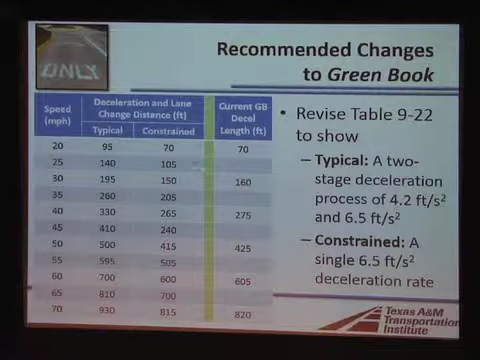 ONLY
Recommended Changes
to Green Book
Speed (mph) Deceleration and Lane Change Distance (ft) Current GB Decel Length (ft)
Typical Constrained
20 95 70 70
25 140 105
30 195 150 160
35 260 205
40 330 265 275
45 410 240
50 500 415 425
55 595 505
60 700 600 605
65 810 700
70 930 815 820
• Revise Table 9-22
to show
– Typical: A two-
stage deceleration
process of 4.2 ft/s²
and 6.5 ft/s²
– Constrained: A
single 6.5 ft/s²
deceleration rate
Texas A&M
Transportation
Institute